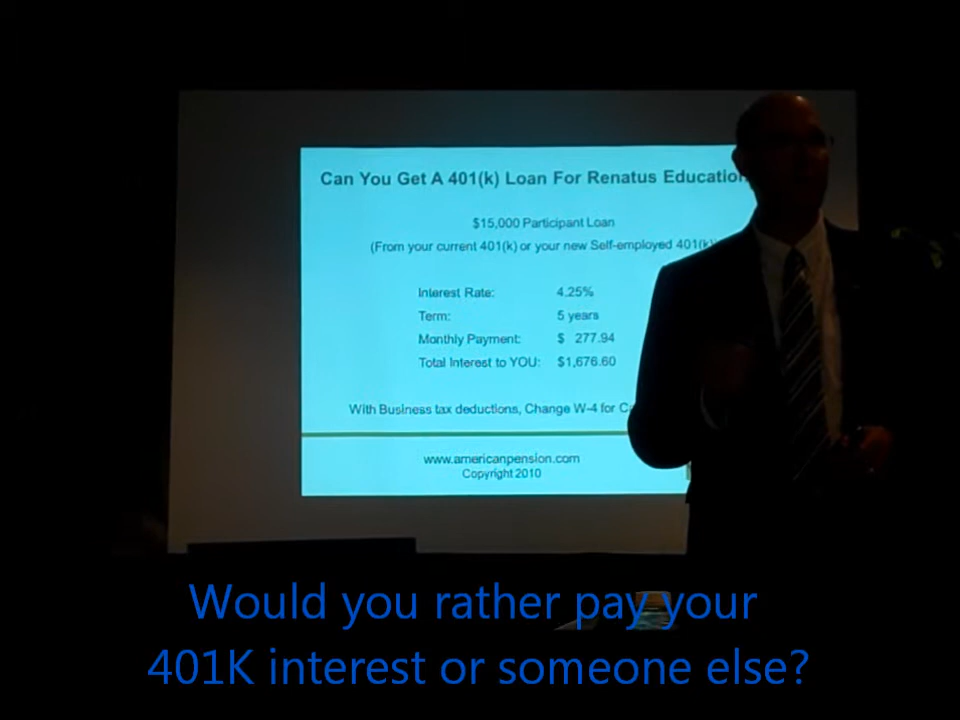 Can You Get A 401(k) Loan For Renatus Education
$15,000 Participant Loan
(From your current 401(k) or your new Self-employed 401(k)
Interest Rate: 4.25%
Term: 5 years
Monthly Payment: $ 277.94
Total Interest to YOU: $1,676.60
With Business tax deductions, Change W-4 for
www.americanpension.com
Copyright 2010
Would you rather pay your
401K interest or someone else?